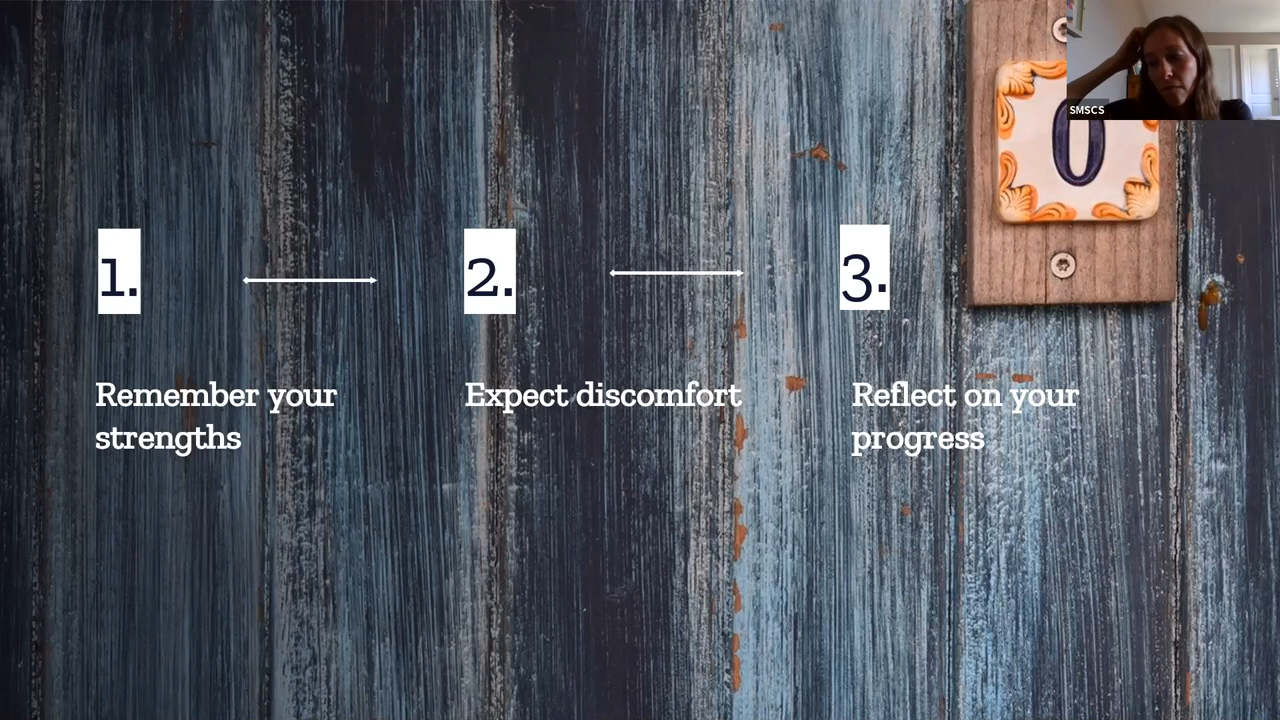 SMSCS
0
1.
2.
3.
Remember your
strengths
Expect discomfort
Reflect on your
progress